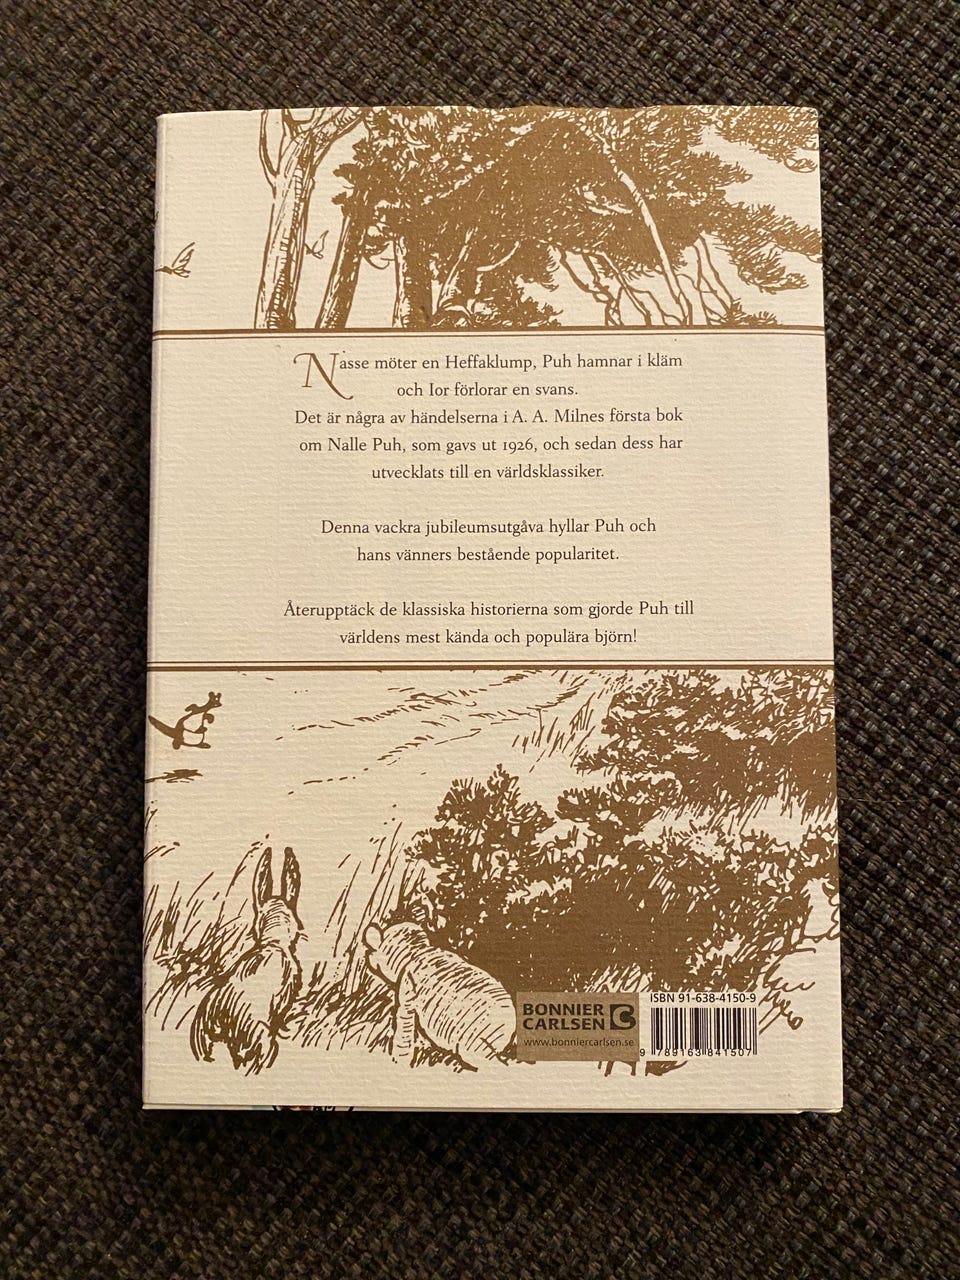 Nasse möter en Heffaklump, Puh hamnar i kläm
och Ior förlorar en svans.
Det är några av händelserna i A. A. Milnes första bok
om Nalle Puh, som gavs ut 1926, och sedan dess har
utvecklats till en världsklassiker.
Denna vackra jubileumsutgåva hyllar Puh och
hans vänners bestående popularitet.
Återupptäck de klassiska historierna som gjorde Puh till
världens mest kända och populära björn!
BONNIER
CARLSEN
www.bonniercarlsen.se
ISBN 91-638-4150-9
9 789163 841507